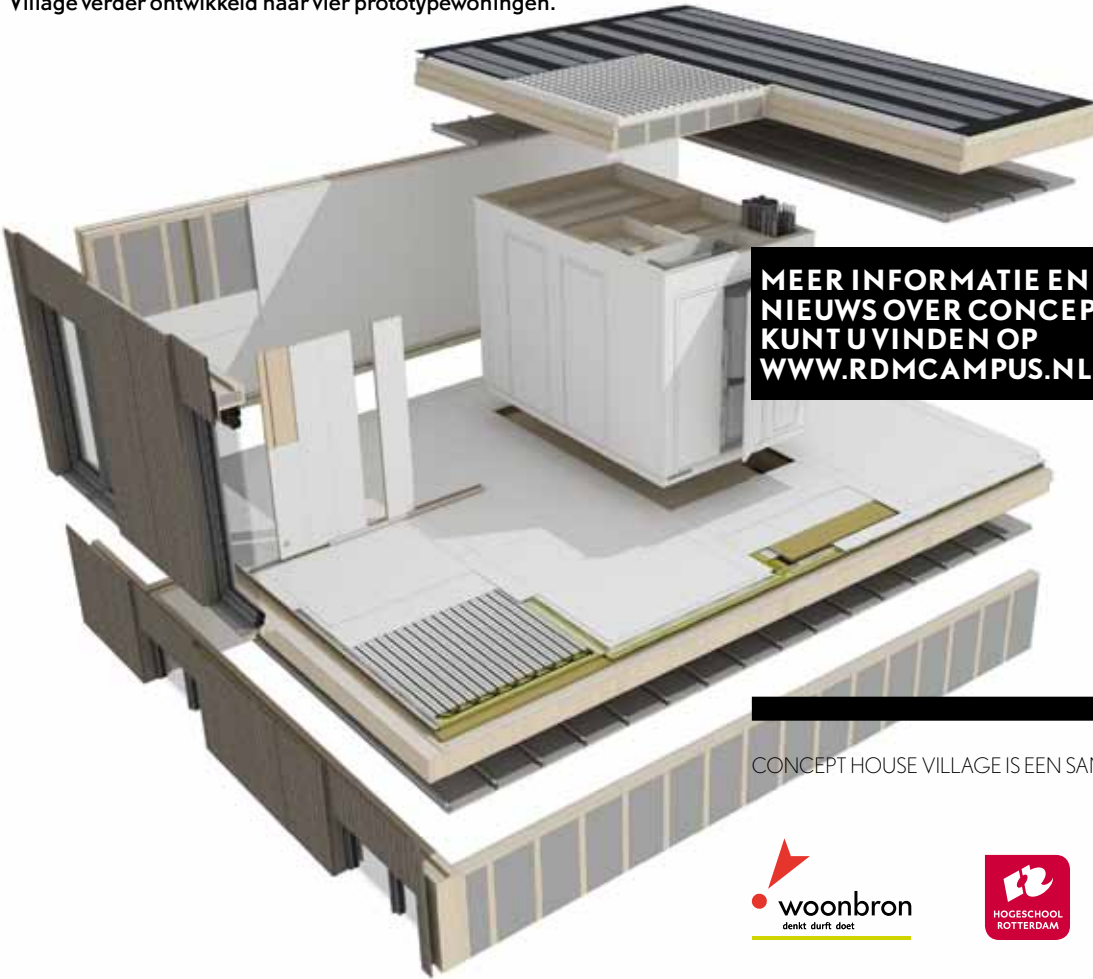 Village verder ontwikkeld naar vier prototypewoningen.
MEER INFORMATIE EN
NIEUWS OVER CONCEP
KUNT U VINDEN OP
WWW.RDMCAMPUS.NL
CONCEPT HOUSE VILLAGE IS EEN SA
woonbron
denkt durft doet
HOGESCHOOL
ROTTERDAM